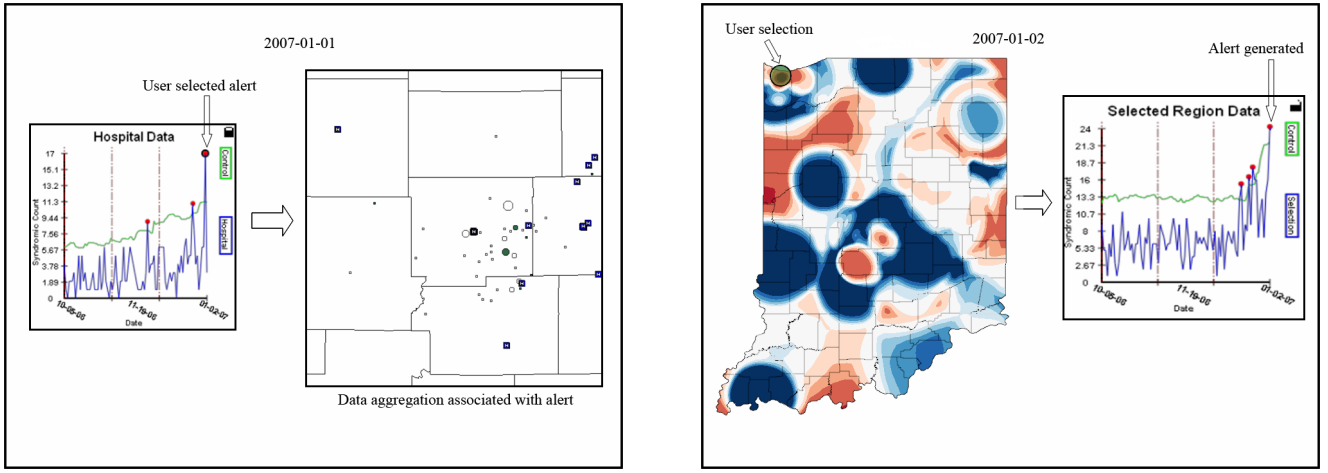 2007-01-01
User selected alert
Hospital Data
17
15.1
13.2
11.3
9.44
7.56
5.67
3.78
1.89
0
Syndromic Count
10-05-06
11-19-06
01-02-07
Date
Control
Hospital
H
H
H
H
H
H
H
H
H
H
H
Data aggregation associated with alert
User selection
2007-01-02
Alert generated
Selected Region Data
24
21.3
18.7
16
13.3
10.7
8
5.33
2.67
0
Syndromic Count
10-05-06
11-19-06
01-02-07
Date
Control
Selection